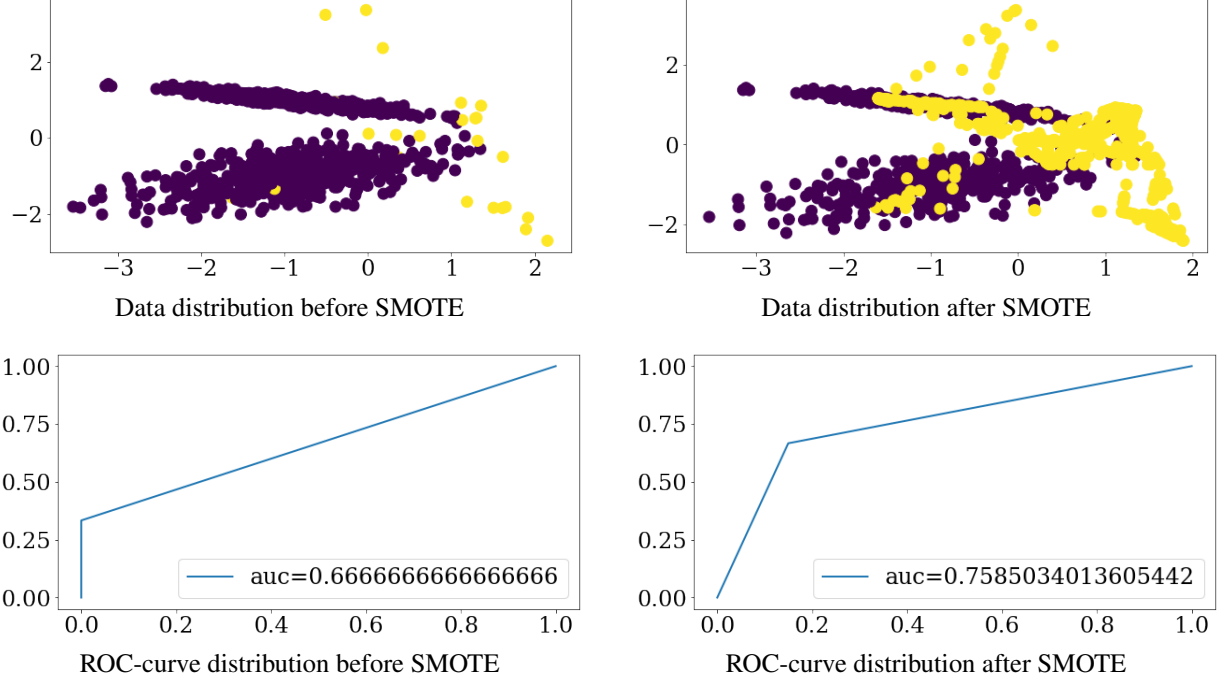 2
0
−2
−3 −2 −1 0 1 2
Data distribution before SMOTE
2
0
−2
−3 −2 −1 0 1 2
Data distribution after SMOTE
1.00
0.75
0.50
0.25
0.00
auc=0.6666666666666666
0.0 0.2 0.4 0.6 0.8 1.0
ROC-curve distribution before SMOTE
1.00
0.75
0.50
0.25
0.00
auc=0.7585034013605442
0.0 0.2 0.4 0.6 0.8 1.0
ROC-curve distribution after SMOTE